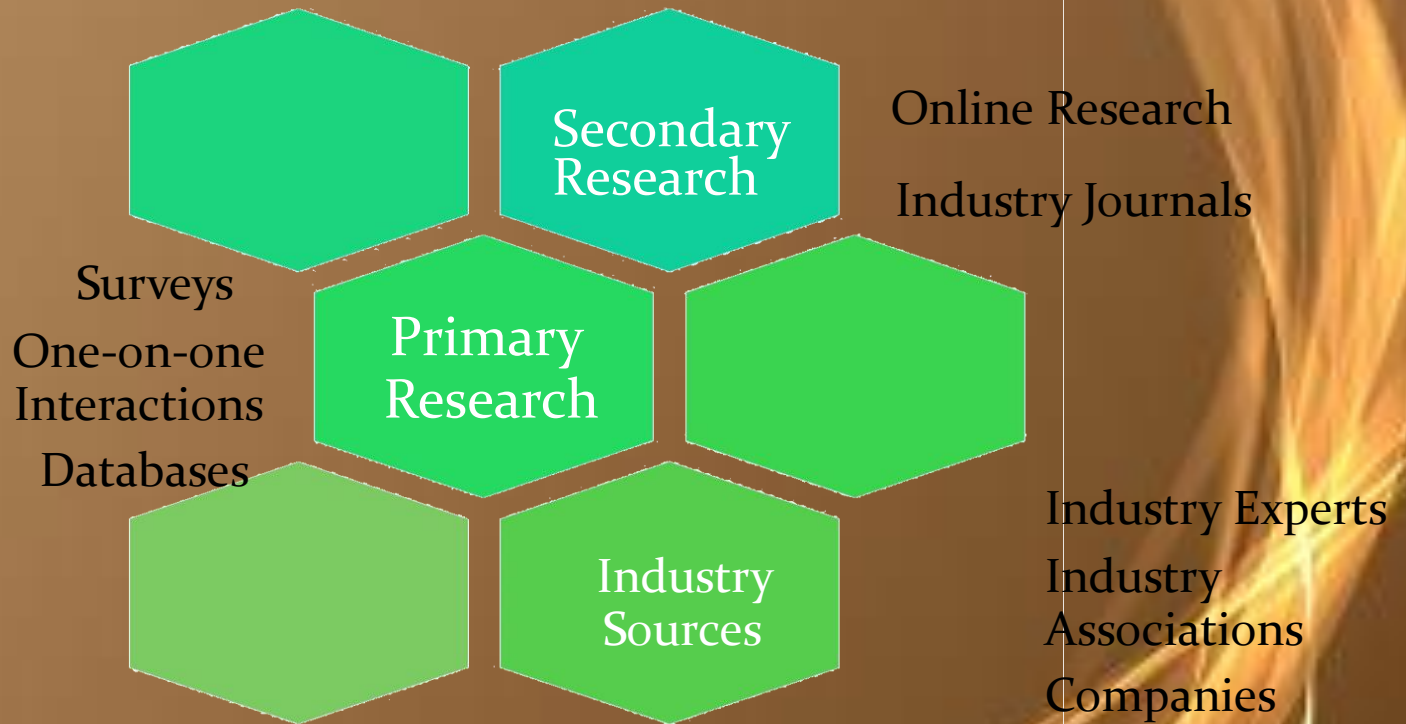 Secondary
Research
Online Research
Industry Journals
Surveys
One-on-one
Interactions
Databases
Primary
Research
Industry
Sources
Industry Experts
Industry
Associations
Companies